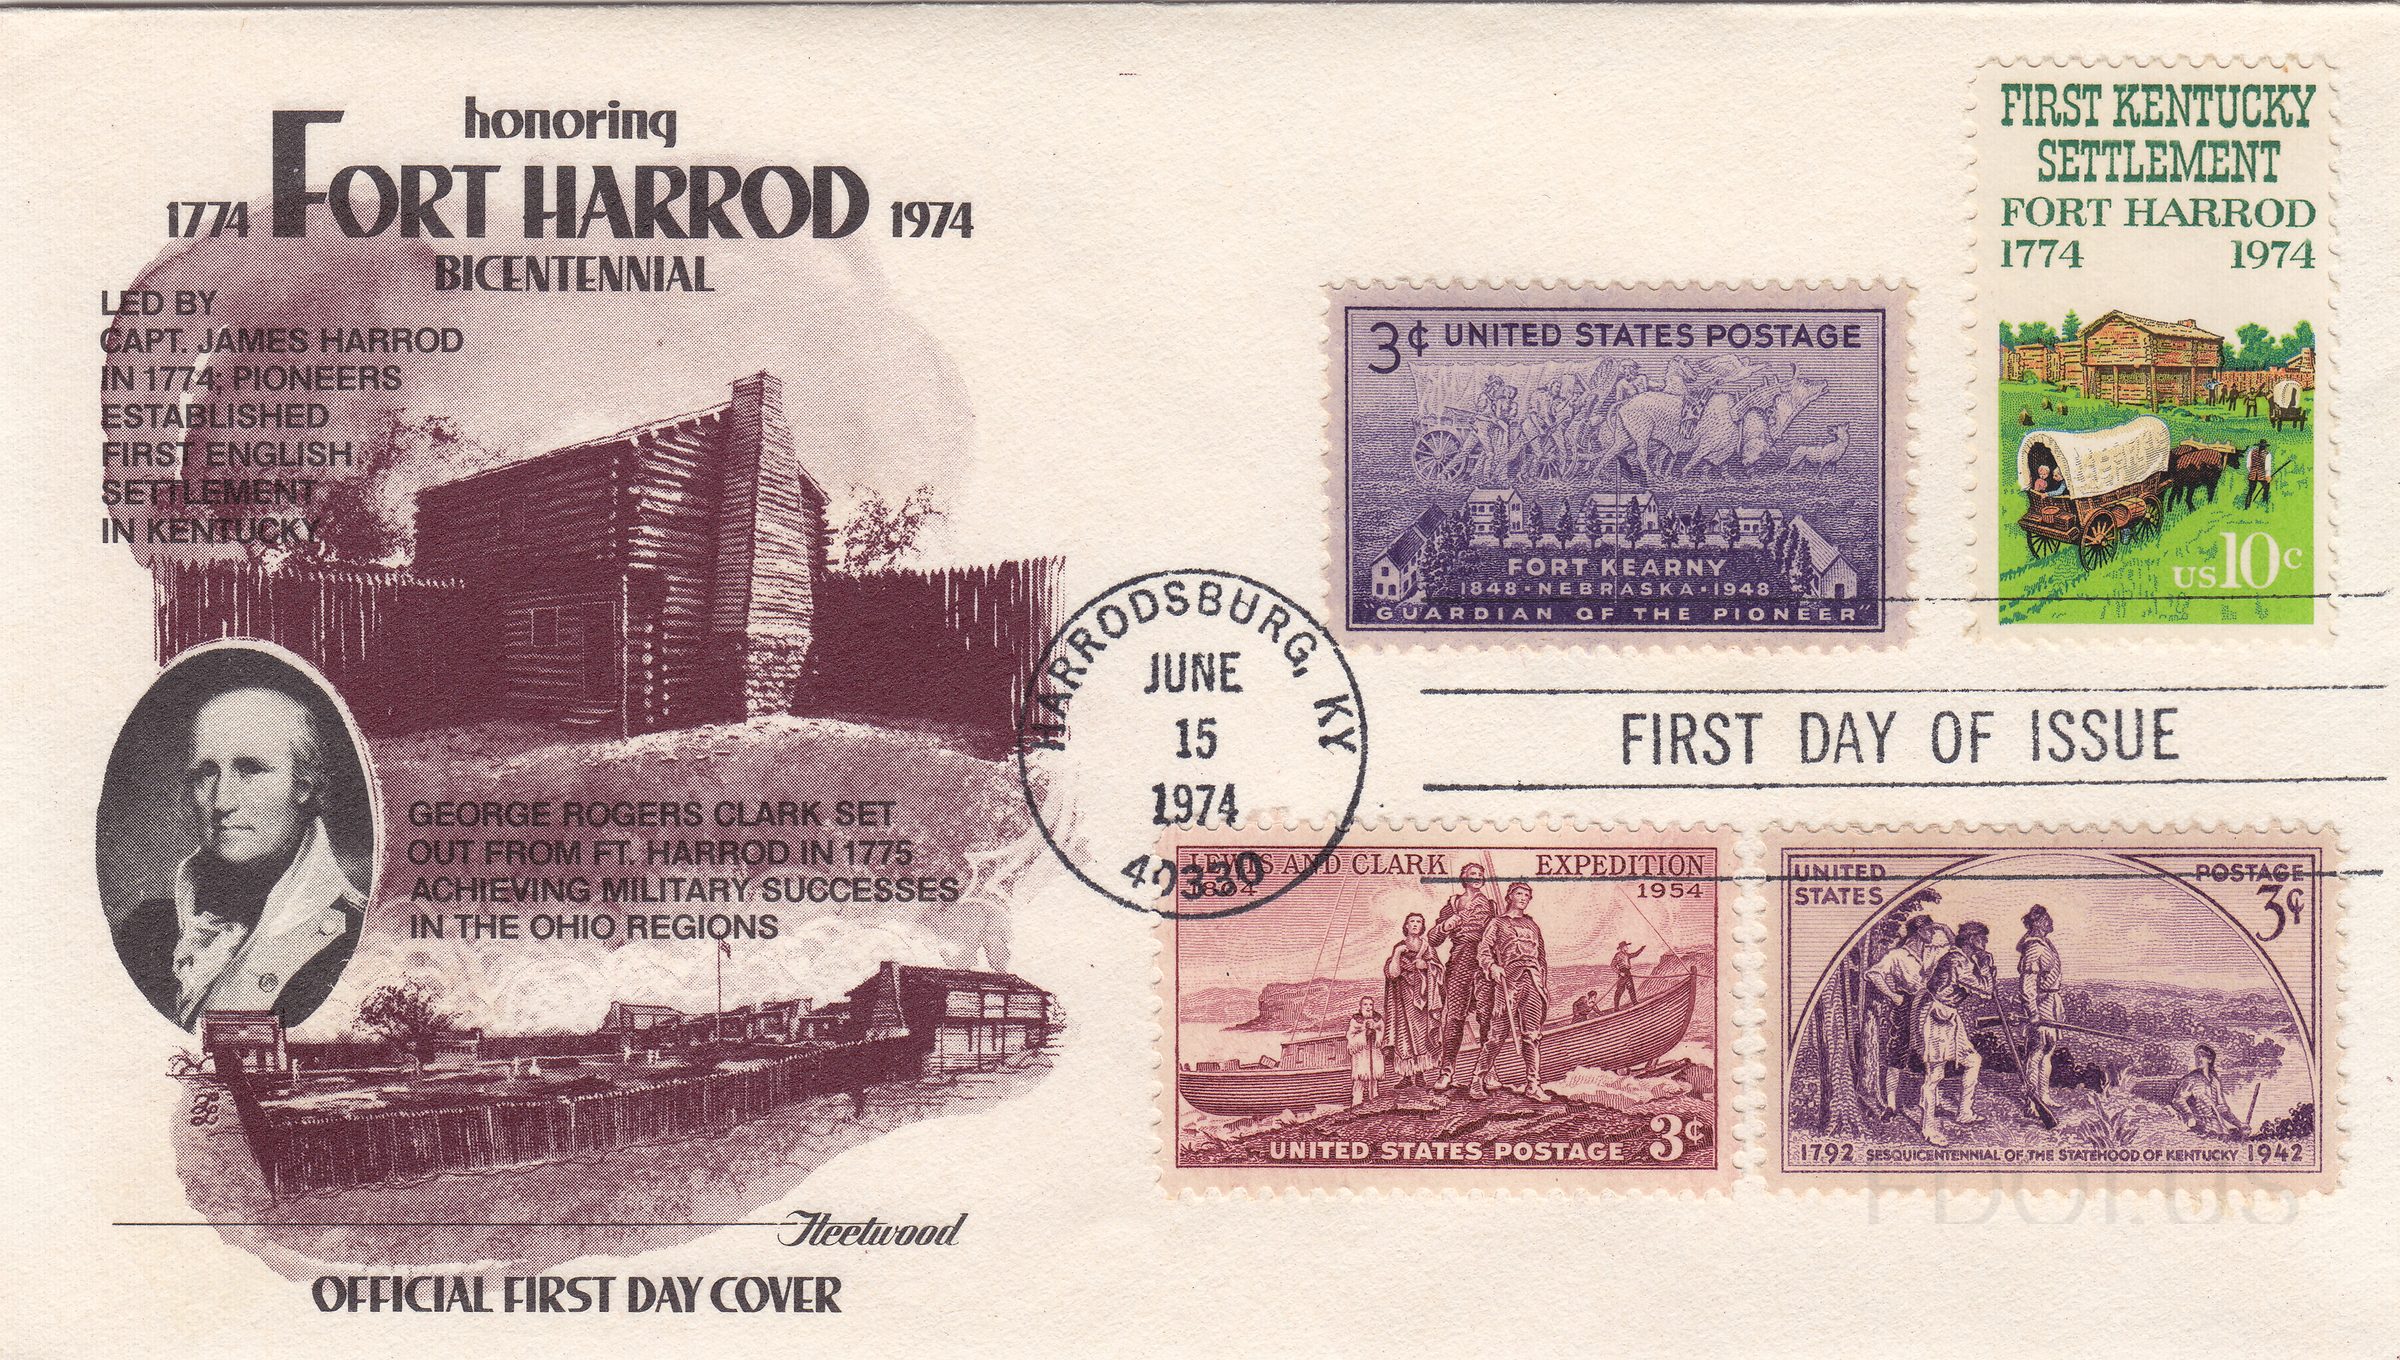 honoring
1774 FORT HARROD 1974
BICENTENNIAL
LED BY
CAPT. JAMES HARROD
IN 1774; PIONEERS
ESTABLISHED
FIRST ENGLISH
SETTLEMENT
IN KENTUCKY.
GEORGE ROGERS CLARK SET
OUT FROM FT. HARROD IN 1775
ACHIEVING MILITARY SUCCESSES
IN THE OHIO REGIONS
Fleetwood
OFFICIAL FIRST DAY COVER
HARRODSBURG, KY
JUNE
15
1974
40330
3¢ UNITED STATES POSTAGE
FORT KEARNY
1848·NEBRASKA·1948
"GUARDIAN OF THE PIONEER"
FIRST KENTUCKY
SETTLEMENT
FORT HARROD
1774 1974
US 10c
FIRST DAY OF ISSUE
LEWIS AND CLARK EXPEDITION
1804 1954
UNITED STATES POSTAGE 3¢
UNITED STATES POSTAGE
3¢
1792 SESQUICENTENNIAL OF THE STATEHOOD OF KENTUCKY 1942
FDOI.US